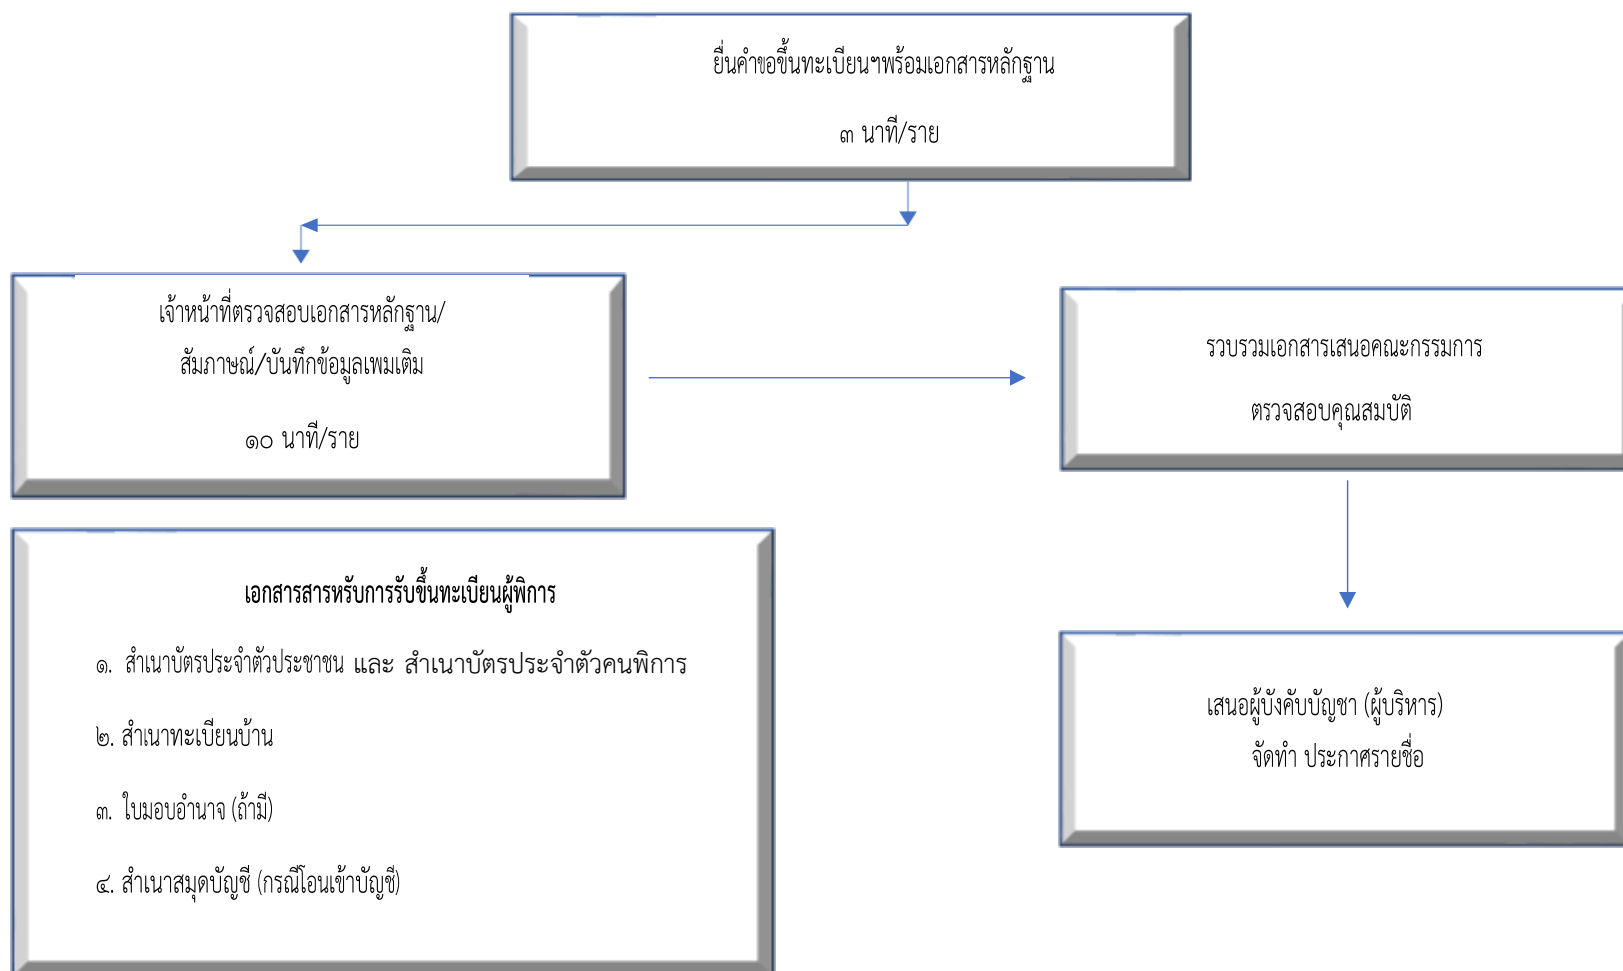 ยื่นคำขอขึ้นทะเบียนฯพร้อมเอกสารหลักฐาน
๓ นาที/ราย
เจ้าหน้าที่ตรวจสอบเอกสารหลักฐาน/
สัมภาษณ์/บันทึกข้อมูลเพมเติม
๑๐ นาที/ราย
รวบรวมเอกสารเสนอคณะกรรมการ
ตรวจสอบคุณสมบัติ
เสนอผู้บังคับบัญชา (ผู้บริหาร)
จัดทำ ประกาศรายชื่อ
เอกสารสารหรับการรับขึ้นทะเบียนผู้พิการ
๑. สำเนาบัตรประจำตัวประชาชน และ สำเนาบัตรประจำตัวคนพิการ
๒. สำเนาทะเบียนบ้าน
๓. ใบมอบอำนาจ (ถ้ามี)
๔. สำเนาสมุดบัญชี (กรณีโอนเข้าบัญชี)